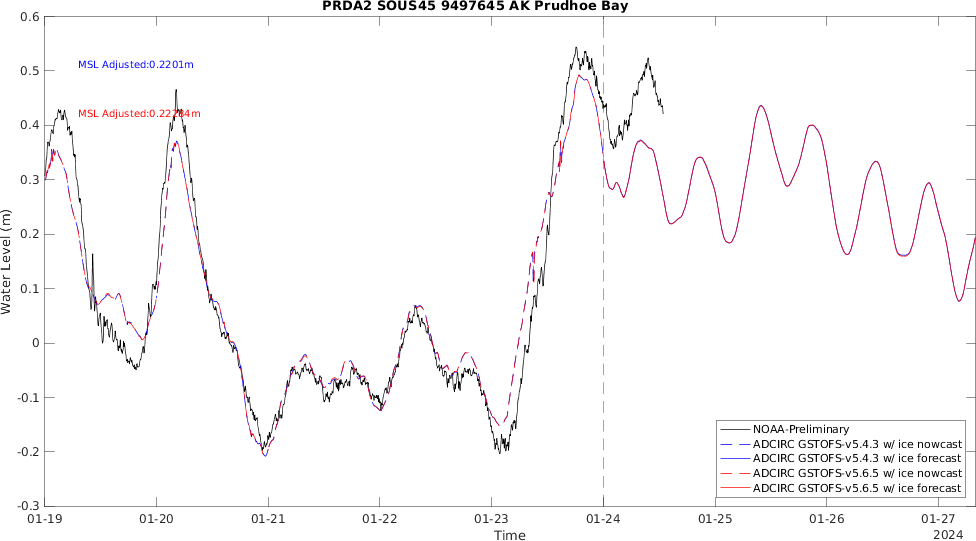 PRDA2 SOUS45 9497645 AK Prudhoe Bay
0.6
0.5
0.4
0.3
0.2
0.1
0
-0.1
-0.2
-0.3
Water Level (m)
MSL Adjusted:0.2201m
MSL Adjusted:0.22184m
NOAA-Preliminary
ADCIRC GSTOFS-v5.4.3 w/ ice nowcast
ADCIRC GSTOFS-v5.4.3 w/ ice forecast
ADCIRC GSTOFS-v5.6.5 w/ ice nowcast
ADCIRC GSTOFS-v5.6.5 w/ ice forecast
01-19 01-20 01-21 01-22 01-23 01-24 01-25 01-26 01-27
Time
2024